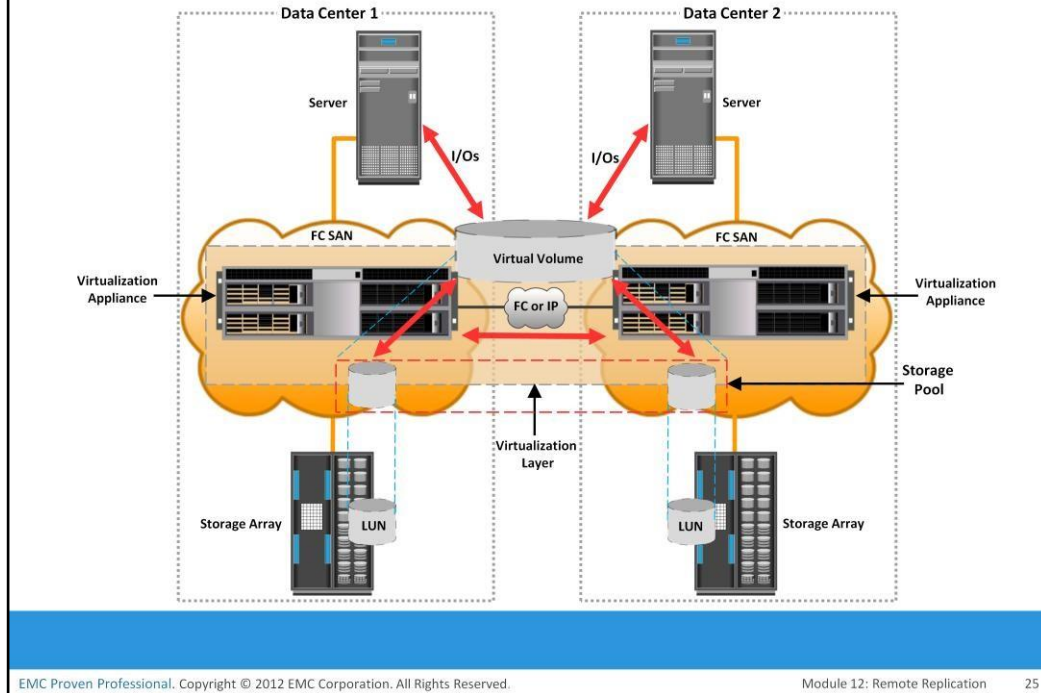 Data Center 1
Data Center 2
Server
Server
I/Os
I/Os
FC SAN
FC SAN
Virtual Volume
Virtualization
Appliance
FC or IP
Virtualization
Appliance
Storage
Pool
Virtualization
Layer
Storage Array
LUN
LUN
Storage Array
EMC Proven Professional. Copyright © 2012 EMC Corporation. All Rights Reserved.
Module 12: Remote Replication
25